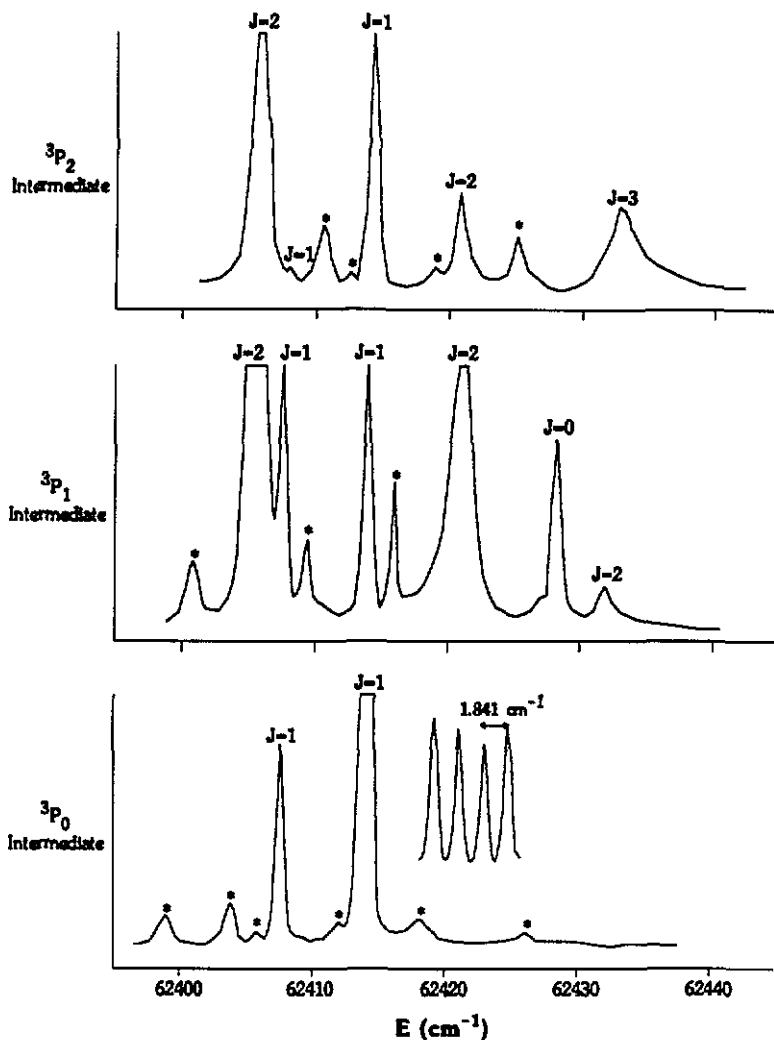 J=2
J=1
³P₂
Intermediate
J=1
*
*
*
J=2
*
J=3
J=2
J=1
J=1
J=2
³P₁
Intermediate
*
*
*
J=0
J=2
J=1
J=1
1.841 cm⁻¹
³P₀
Intermediate
*
*
*
*
*
*
62400
62410
62420
62430
62440
E (cm⁻¹)